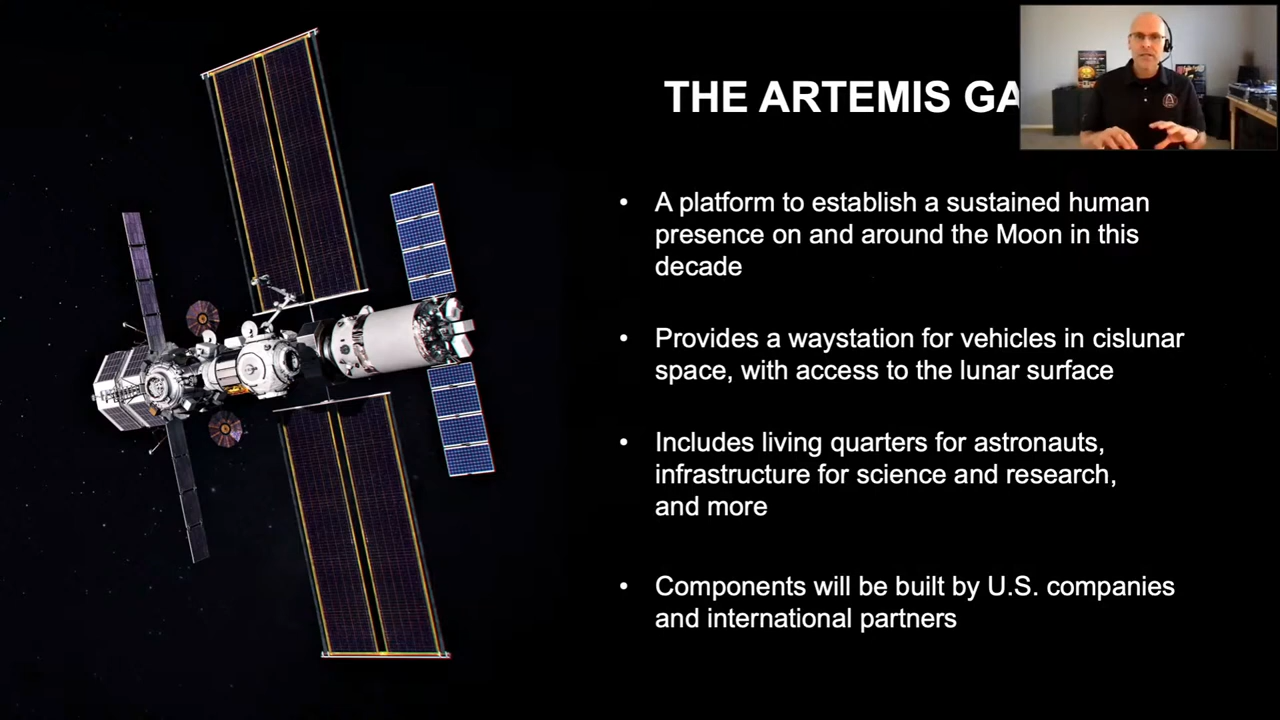 THE ARTEMIS GA
• A platform to establish a sustained human
presence on and around the Moon in this
decade
• Provides a waystation for vehicles in cislunar
space, with access to the lunar surface
• Includes living quarters for astronauts,
infrastructure for science and research,
and more
• Components will be built by U.S. companies
and international partners